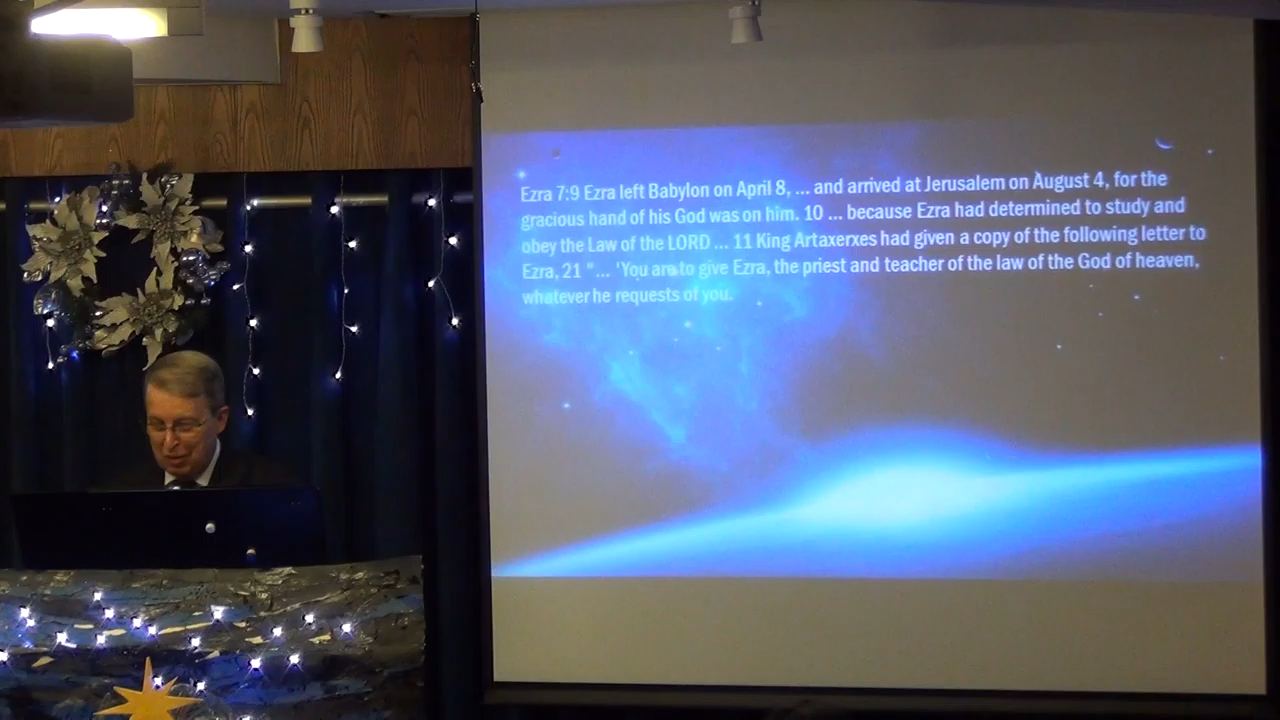 Ezra 7:9 Ezra left Babylon on April 8, ... and arrived at Jerusalem on August 4, for the
gracious hand of his God was on him. 10 ... because Ezra had determined to study and
obey the Law of the LORD ... 11 King Artaxerxes had given a copy of the following letter to
Ezra, 21 "... 'You are to give Ezra, the priest and teacher of the law of the God of heaven,
whatever he requests of you.